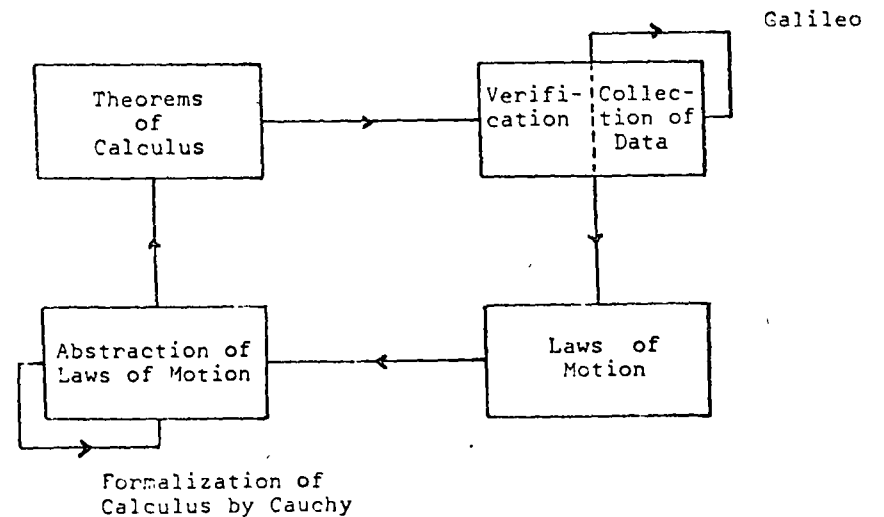 Galileo
Theorems
of
Calculus
Verifi-
cation
Collec-
tion of
Data
Abstraction of
Laws of Motion
Laws of
Motion
Formalization of
Calculus by Cauchy